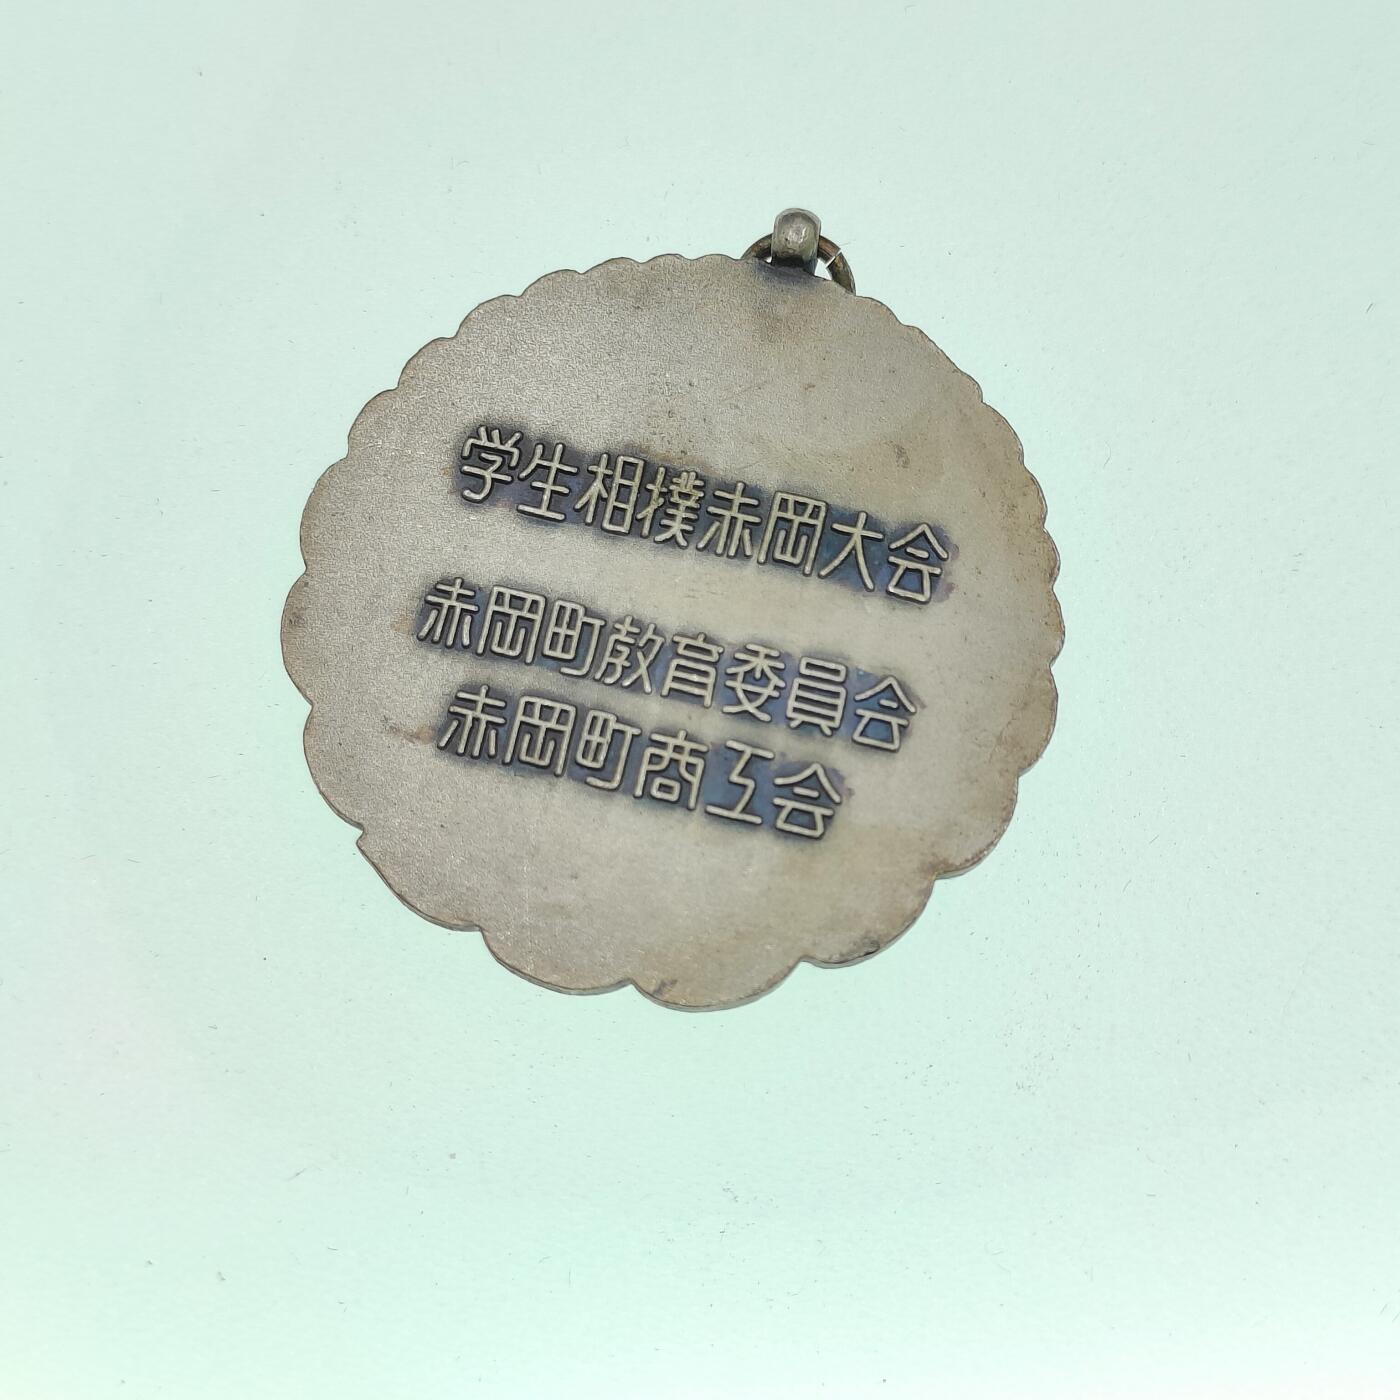 学生相撲赤岡大会
赤岡町教育委員会
赤岡町商工会